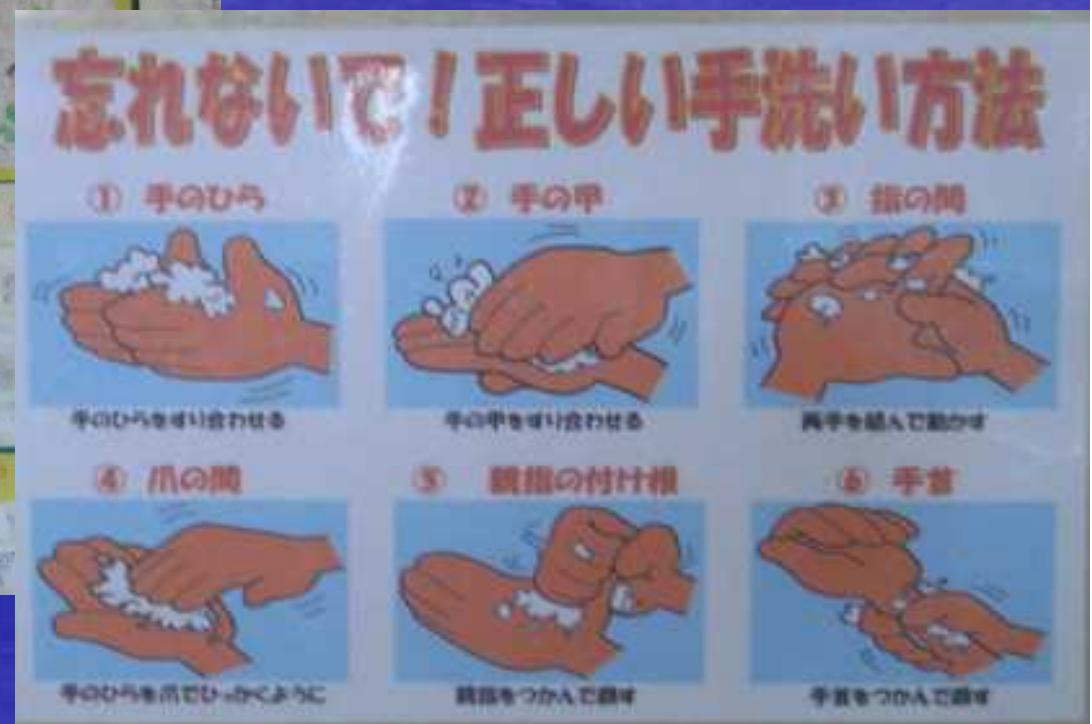 忘れないで!正しい手洗い方法
① 手のひら
② 手の甲
③ 指の間
手のひらをすり合わせる
手の甲をすり合わせる
両手を組んで動かす
④ 爪の間
⑤ 親指の付け根
⑥ 手首
手のひらを爪でひっかくように
親指をつかんで回す
手首をつかんで回す